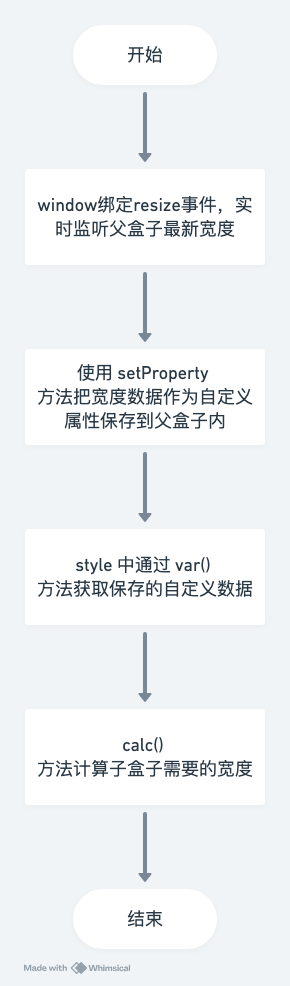 开始
window绑定resize事件，实
时监听父盒子最新宽度
使用 setProperty
方法把宽度数据作为自定义
属性保存到父盒子内
style 中通过 var()
方法获取保存的自定义数据
calc()
方法计算子盒子需要的宽度
结束
Made with Whimsical